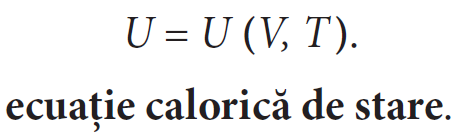 U = U (V, T).
ecuație calorică de stare.